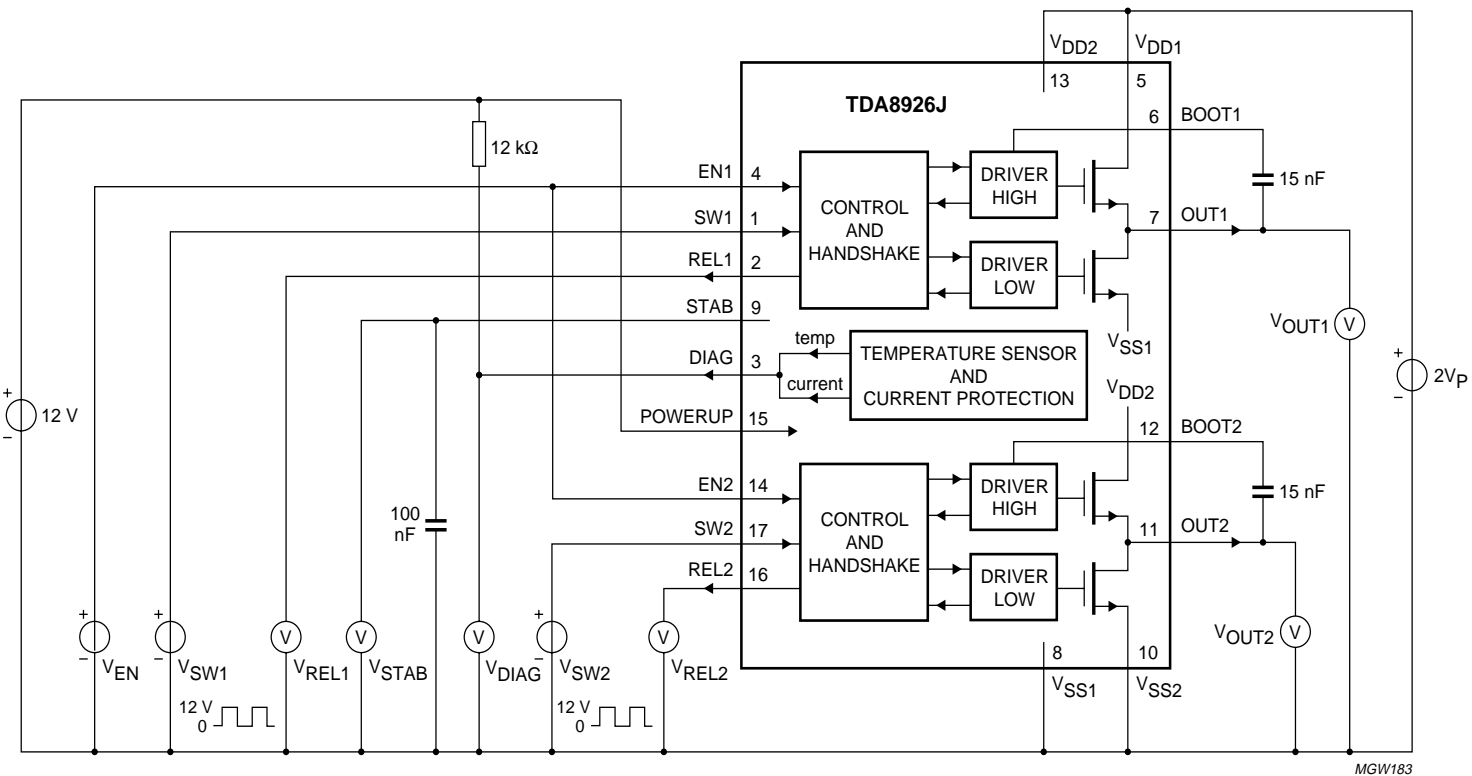 VDD2
VDD1
13
5
TDA8926J
6
BOOT1
12 kΩ
EN1
4
DRIVER
HIGH
15 nF
CONTROL
AND
HANDSHAKE
SW1
1
7
OUT1
REL1
2
DRIVER
LOW
STAB
9
VOUT1
V
VSS1
temp
TEMPERATURE SENSOR
AND
CURRENT PROTECTION
DIAG
3
current
+
2VP
−
VDD2
+
12 V
−
POWERUP
15
12
BOOT2
EN2
14
DRIVER
HIGH
15 nF
100
nF
CONTROL
AND
HANDSHAKE
SW2
17
11
OUT2
REL2
16
DRIVER
LOW
+
−
VEN
+
−
VSW1
V
VREL1
V
VSTAB
V
VDIAG
+
−
VSW2
V
VREL2
VOUT2
V
8
10
VSS1
VSS2
12 V
0
12 V
0
MGW183